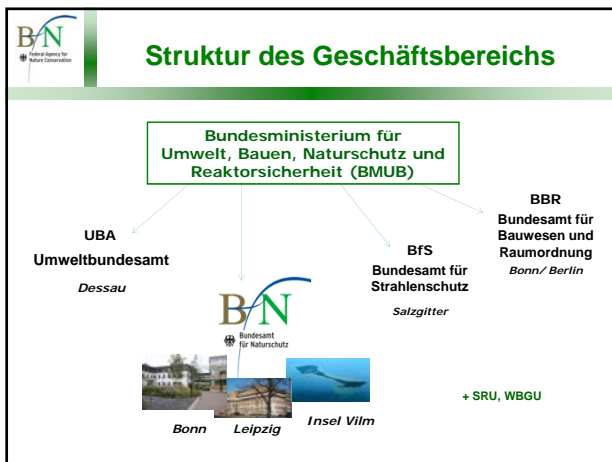 BfN
Federal Agency for
Nature Conservation
Struktur des Geschäftsbereichs
Bundesministerium für
Umwelt, Bauen, Naturschutz und
Reaktorsicherheit (BMUB)
UBA
Umweltbundesamt
Dessau
BfN
Bundesamt
für Naturschutz
Bonn
Leipzig
Insel Vilm
BfS
Bundesamt für
Strahlenschutz
Salzgitter
BBR
Bundesamt für
Bauwesen und
Raumordnung
Bonn/ Berlin
+ SRU, WBGU